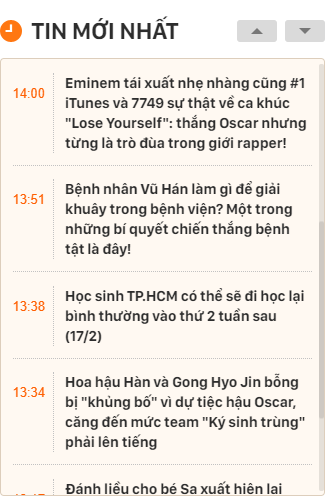 TIN MỚI NHẤT
14:00
Eminem tái xuất nhẹ nhàng cũng #1
iTunes và 7749 sự thật về ca khúc
"Lose Yourself": thắng Oscar nhưng
từng là trò đùa trong giới rapper!
13:51
Bệnh nhân Vũ Hán làm gì để giải
khuây trong bệnh viện? Một trong
những bí quyết chiến thắng bệnh
tật là đây!
13:38
Học sinh TP.HCM có thể sẽ đi học lại
bình thường vào thứ 2 tuần sau
(17/2)
13:34
Hoa hậu Hàn và Gong Hyo Jin bỗng
bị "khủng bố" vì dự tiệc hậu Oscar,
căng đến mức team "Ký sinh trùng"
phải lên tiếng
Đánh liều cho bé Sa xuất hiện lại